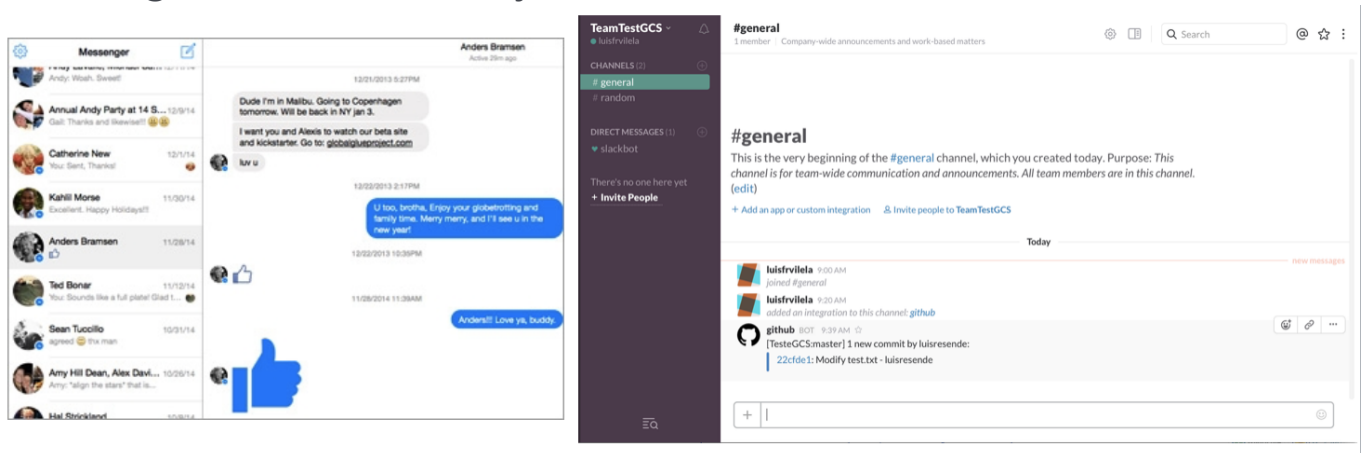 Messenger
Andy: Woah. Sweet!
Annual Andy Party at 14 S... 12/9/14
Gail: Thanks and likewise!!
Catherine New 12/1/14
You: Sent, Thanks!
Kahlil Morse 11/30/14
Excellent. Happy Holidays!!!
Anders Bramsen 11/28/14
Ted Bonar 11/12/14
You: Sounds like a full plate! Glad t...
Sean Tuccillo 10/31/14
agreed thx man
Amy Hill Dean, Alex Davi... 10/26/14
Amy: "align the stars" that is...
Hal Strickland
Anders Bramsen
Active 29m ago
12/21/2013 5:27PM
Dude I'm in Malibu. Going to Copenhagen
tomorrow. Will be back in NY jan 3.
I want you and Alexis to watch our beta site
and kickstarter. Go to: globalglueproject.com
luv u
12/22/2013 2:17PM
U too, brotha, Enjoy your globetrotting and
family time. Merry merry, and I'll see u in the
new year!
12/22/2013 10:35PM
11/28/2014 11:39AM
Anders!!! Love ya, buddy.
TeamTestGCS
luisfrvilela
CHANNELS (2)
# general
# random
DIRECT MESSAGES (1)
slackbot
There's no one here yet
+ Invite People
#general
1 member Company-wide announcements and work-based matters
Search
#general
This is the very beginning of the #general channel, which you created today. Purpose: This
channel is for team-wide communication and announcements. All team members are in this channel.
(edit)
+ Add an app or custom integration Invite people to TeamTestGCS
Today
new messages
luisfrvilela 9:00 AM
joined #general
luisfrvilela 9:20 AM
added an integration to this channel: github
github BOT 9:39 AM
[TesteGCS:master] 1 new commit by luisresende:
22cfde1: Modify test.txt - luisresende